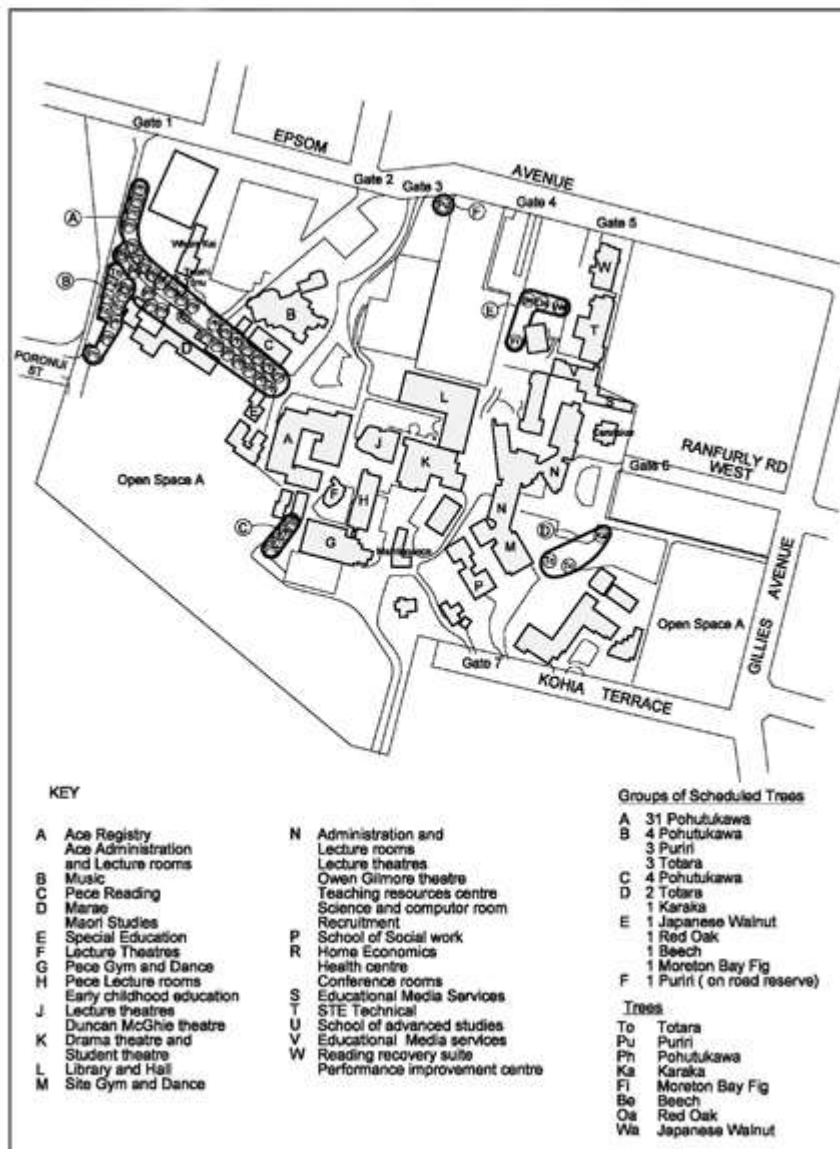 Gate 1
EPSOM
AVENUE
Gate 2
Gate 3
Gate 4
Gate 5
Gate 6
Gate 7
PORONUI ST
RANFURLY RD WEST
GILLIES AVENUE
KOHIA TERRACE
Open Space A
Open Space A
Maintenance
A
B
C
D
E
F
A
B
C
D
F
G
H
J
K
L
M
N
N
P
S
T
V
W
KEY
A Ace Registry
Ace Administration
and Lecture rooms
B Music
C Pece Reading
D Marae
Maori Studies
E Special Education
F Lecture Theatres
G Pece Gym and Dance
H Pece Lecture rooms
Early childhood education
J Lecture theatres
Duncan McGhie theatre
K Drama theatre and
Student theatre
L Library and Hall
M Site Gym and Dance
N Administration and
Lecture rooms
Lecture theatres
Owen Gilmore theatre
Teaching resources centre
Science and computor room
Recruitment
P School of Social work
R Home Economics
Health centre
Conference rooms
S Educational Media Services
T STE Technical
U School of advanced studies
V Educational Media services
W Reading recovery suite
Performance improvement centre
Groups of Scheduled Trees
A 31 Pohutukawa
B 4 Pohutukawa
3 Puriri
3 Totara
C 4 Pohutukawa
D 2 Totara
1 Karaka
E 1 Japanese Walnut
1 Red Oak
1 Beech
1 Moreton Bay Fig
F 1 Puriri ( on road reserve)
Trees
To Totara
Pu Puriri
Ph Pohutukawa
Ka Karaka
Fi Moreton Bay Fig
Be Beech
Oa Red Oak
Wa Japanese Walnut